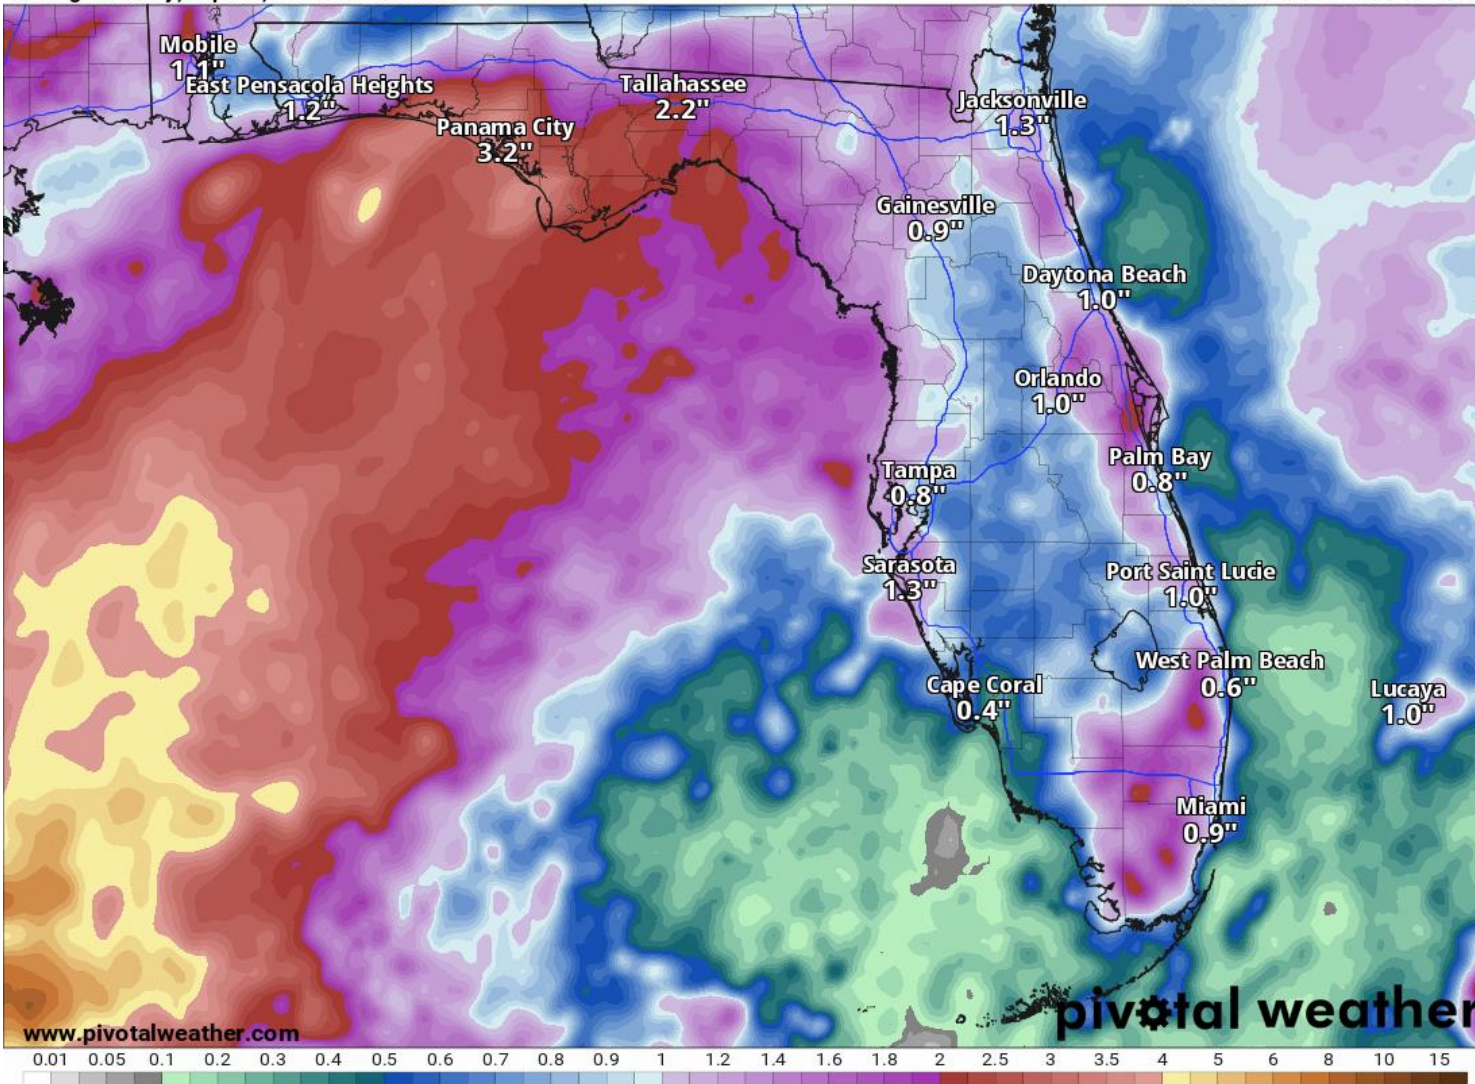 Mobile
1.1"
East Pensacola Heights
1.2"
Tallahassee
2.2"
Jacksonville
1.3"
Panama City
3.2"
Gainesville
0.9"
Daytona Beach
1.0"
Orlando
1.0"
Palm Bay
0.8"
Tampa
0.8"
Sarasota
1.3"
Port Saint Lucie
1.0"
West Palm Beach
0.6"
Cape Coral
0.4"
Lucaya
1.0"
Miami
0.9"
pivotal weather
www.pivotalweather.com
0.01 0.05 0.1 0.2 0.3 0.4 0.5 0.6 0.7 0.8 0.9 1 1.2 1.4 1.6 1.8 2 2.5 3 3.5 4 5 6 8 10 15